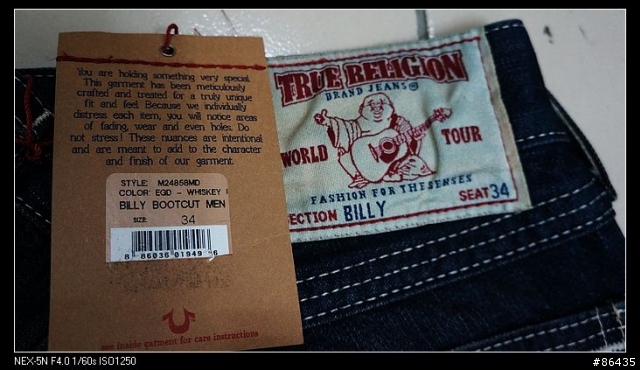 You are holding something very special.
This garment has been meticulously
crafted and treated for a truly unique
fit and feel. Because we individually
distress each item, you will notice areas
of fading, wear and even holes. Do
not stress! These nuances are intentional
and are meant to add to the character
and finish of our garment.
STYLE: M24858MD
COLOR: EGD - WHISKEY
BILLY BOOTCUT MEN
SIZE: 34
8 86036 01949 6
see inside garment for care instructions
TRUE RELIGION
BRAND JEANS®
WORLD TOUR
FASHION FOR THE SENSES
SEAT 34
ECTION BILLY
NEX-5N F4.0 1/60s ISO1250
#86435